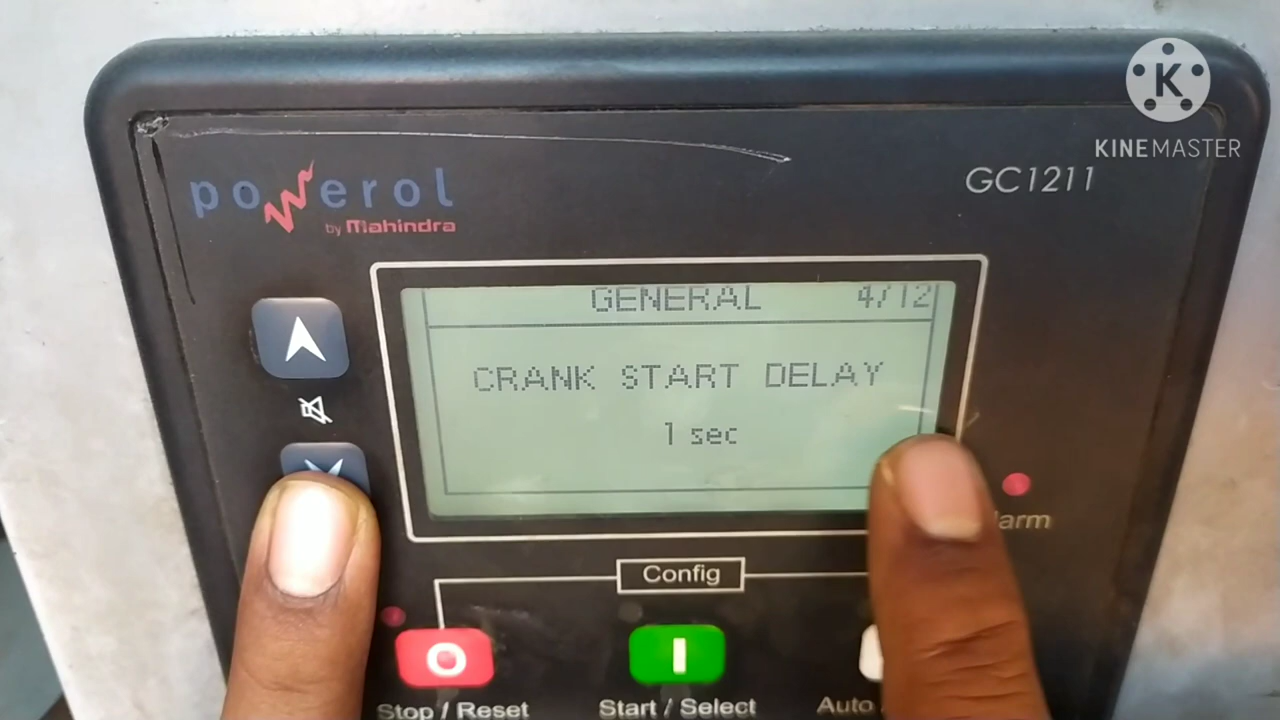 K
KINEMASTER
powerol
by Mahindra
GC1211
GENERAL 4/12
CRANK START DELAY
1 sec
Config
Stop / Reset
Start / Select
Auto